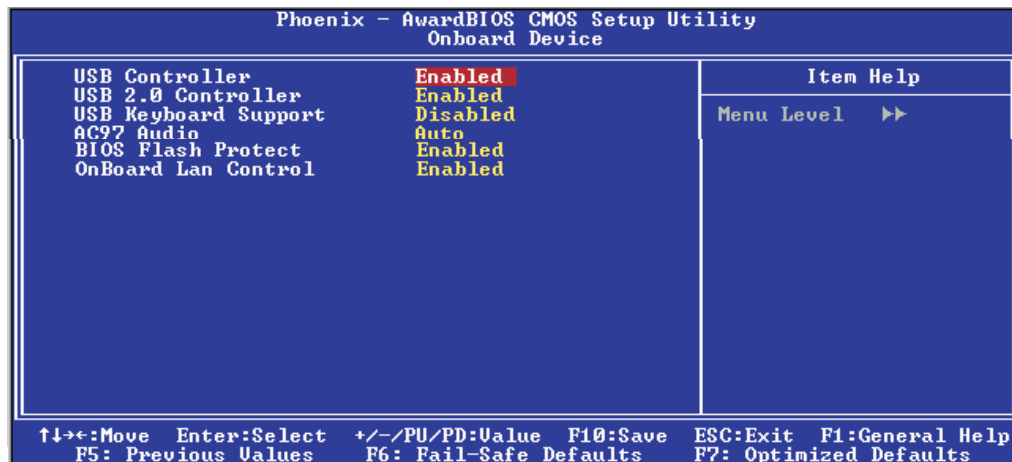 Phoenix - AwardBIOS CMOS Setup Utility
Onboard Device
USB Controller Enabled
USB 2.0 Controller Enabled
USB Keyboard Support Disabled
AC97 Audio Auto
BIOS Flash Protect Enabled
OnBoard Lan Control Enabled
Item Help
Menu Level ►►
↑↓→←:Move Enter:Select +/-/PU/PD:Value F10:Save ESC:Exit F1:General Help
F5: Previous Values F6: Fail-Safe Defaults F7: Optimized Defaults